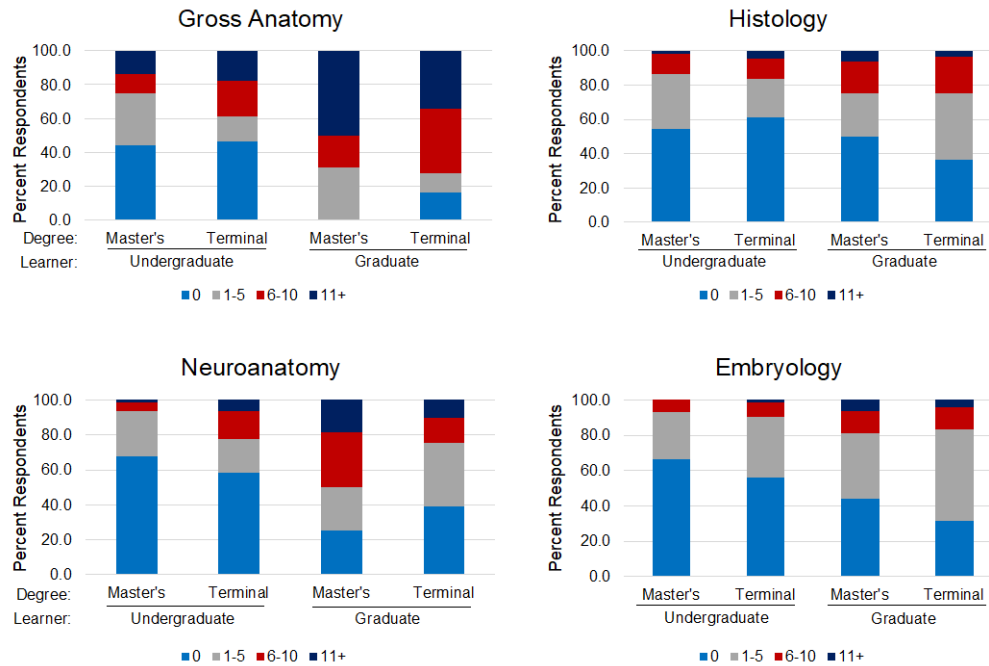 Gross Anatomy
Percent Respondents
100.0
80.0
60.0
40.0
20.0
0.0
Degree: Master's Terminal Master's Terminal
Learner: Undergraduate Graduate
0 1-5 6-10 11+
Histology
Percent Respondents
100.0
80.0
60.0
40.0
20.0
0.0
Master's Terminal Master's Terminal
Undergraduate Graduate
0 1-5 6-10 11+
Neuroanatomy
Percent Respondents
100.0
80.0
60.0
40.0
20.0
0.0
Degree: Master's Terminal Master's Terminal
Learner: Undergraduate Graduate
0 1-5 6-10 11+
Embryology
Percent Respondents
100.0
80.0
60.0
40.0
20.0
0.0
Master's Terminal Master's Terminal
Undergraduate Graduate
0 1-5 6-10 11+